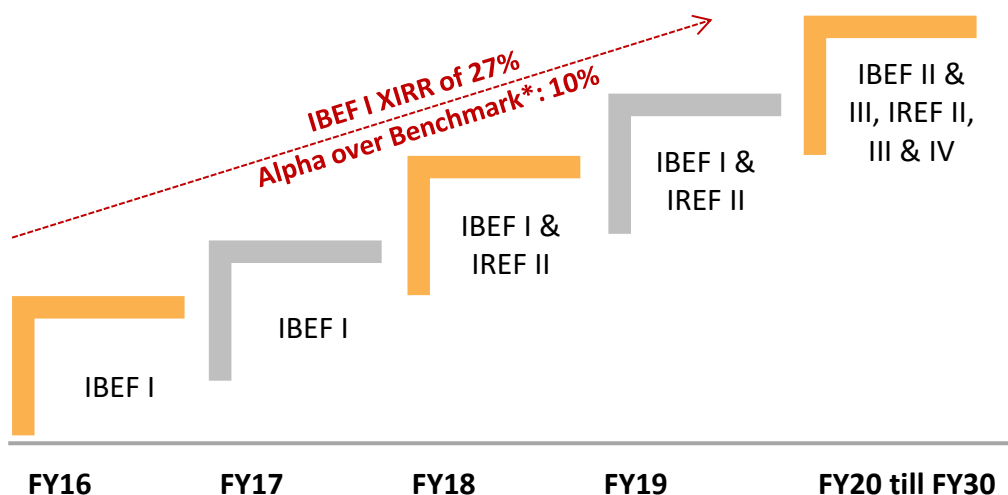 IBEF I XIRR of 27%
Alpha over Benchmark*: 10%
IBEF II &
III, IREF II,
III & IV
IBEF I &
IREF II
IBEF I &
IREF II
IBEF I
IBEF I
FY16
FY17
FY18
FY19
FY20 till FY30